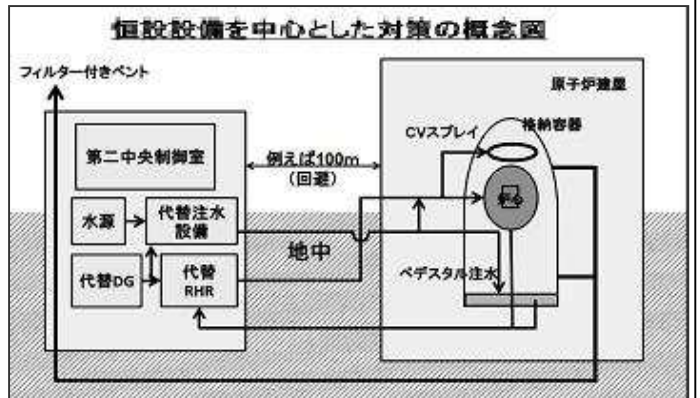 恒設設備を中心とした対策の概念図
フィルター付きベント
原子炉建屋
格納容器
CVスプレイ
第二中央制御室
例えば100m
(回避)
炉心
水源
代替注水
設備
地中
ペデスタル注水
代替DG
代替
RHR